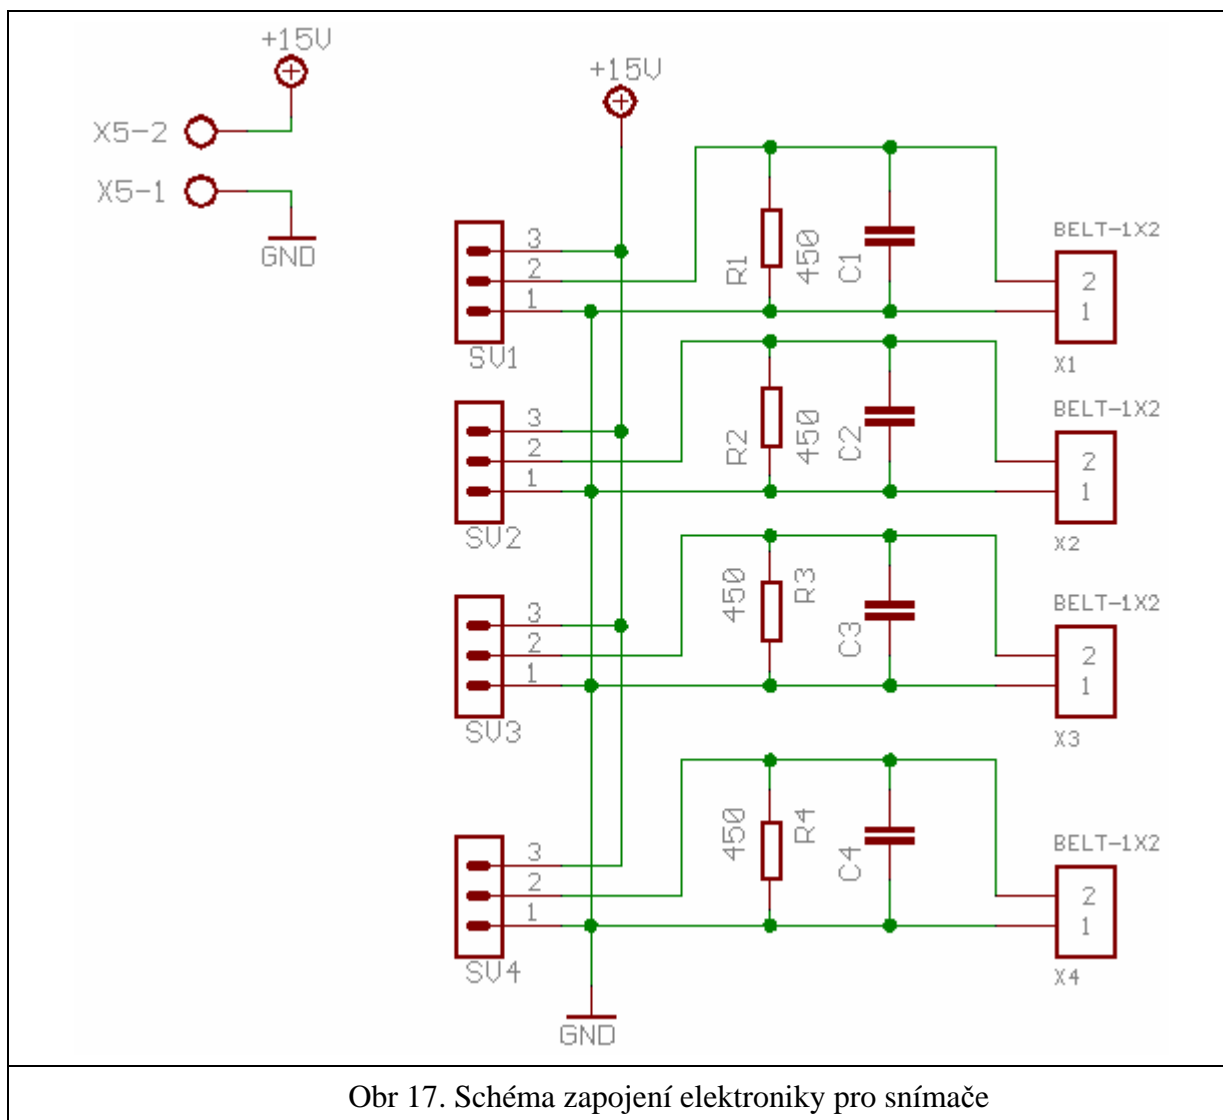 +15V
X5-2
X5-1
GND
+15V
3
2
1
SV1
R1
450
C1
BELT-1X2
2
1
X1
3
2
1
SV2
R2
450
C2
BELT-1X2
2
1
X2
3
2
1
SV3
450
R3
C3
BELT-1X2
2
1
X3
3
2
1
SV4
450
R4
C4
BELT-1X2
2
1
X4
GND
Obr 17. Schéma zapojení elektroniky pro snímače